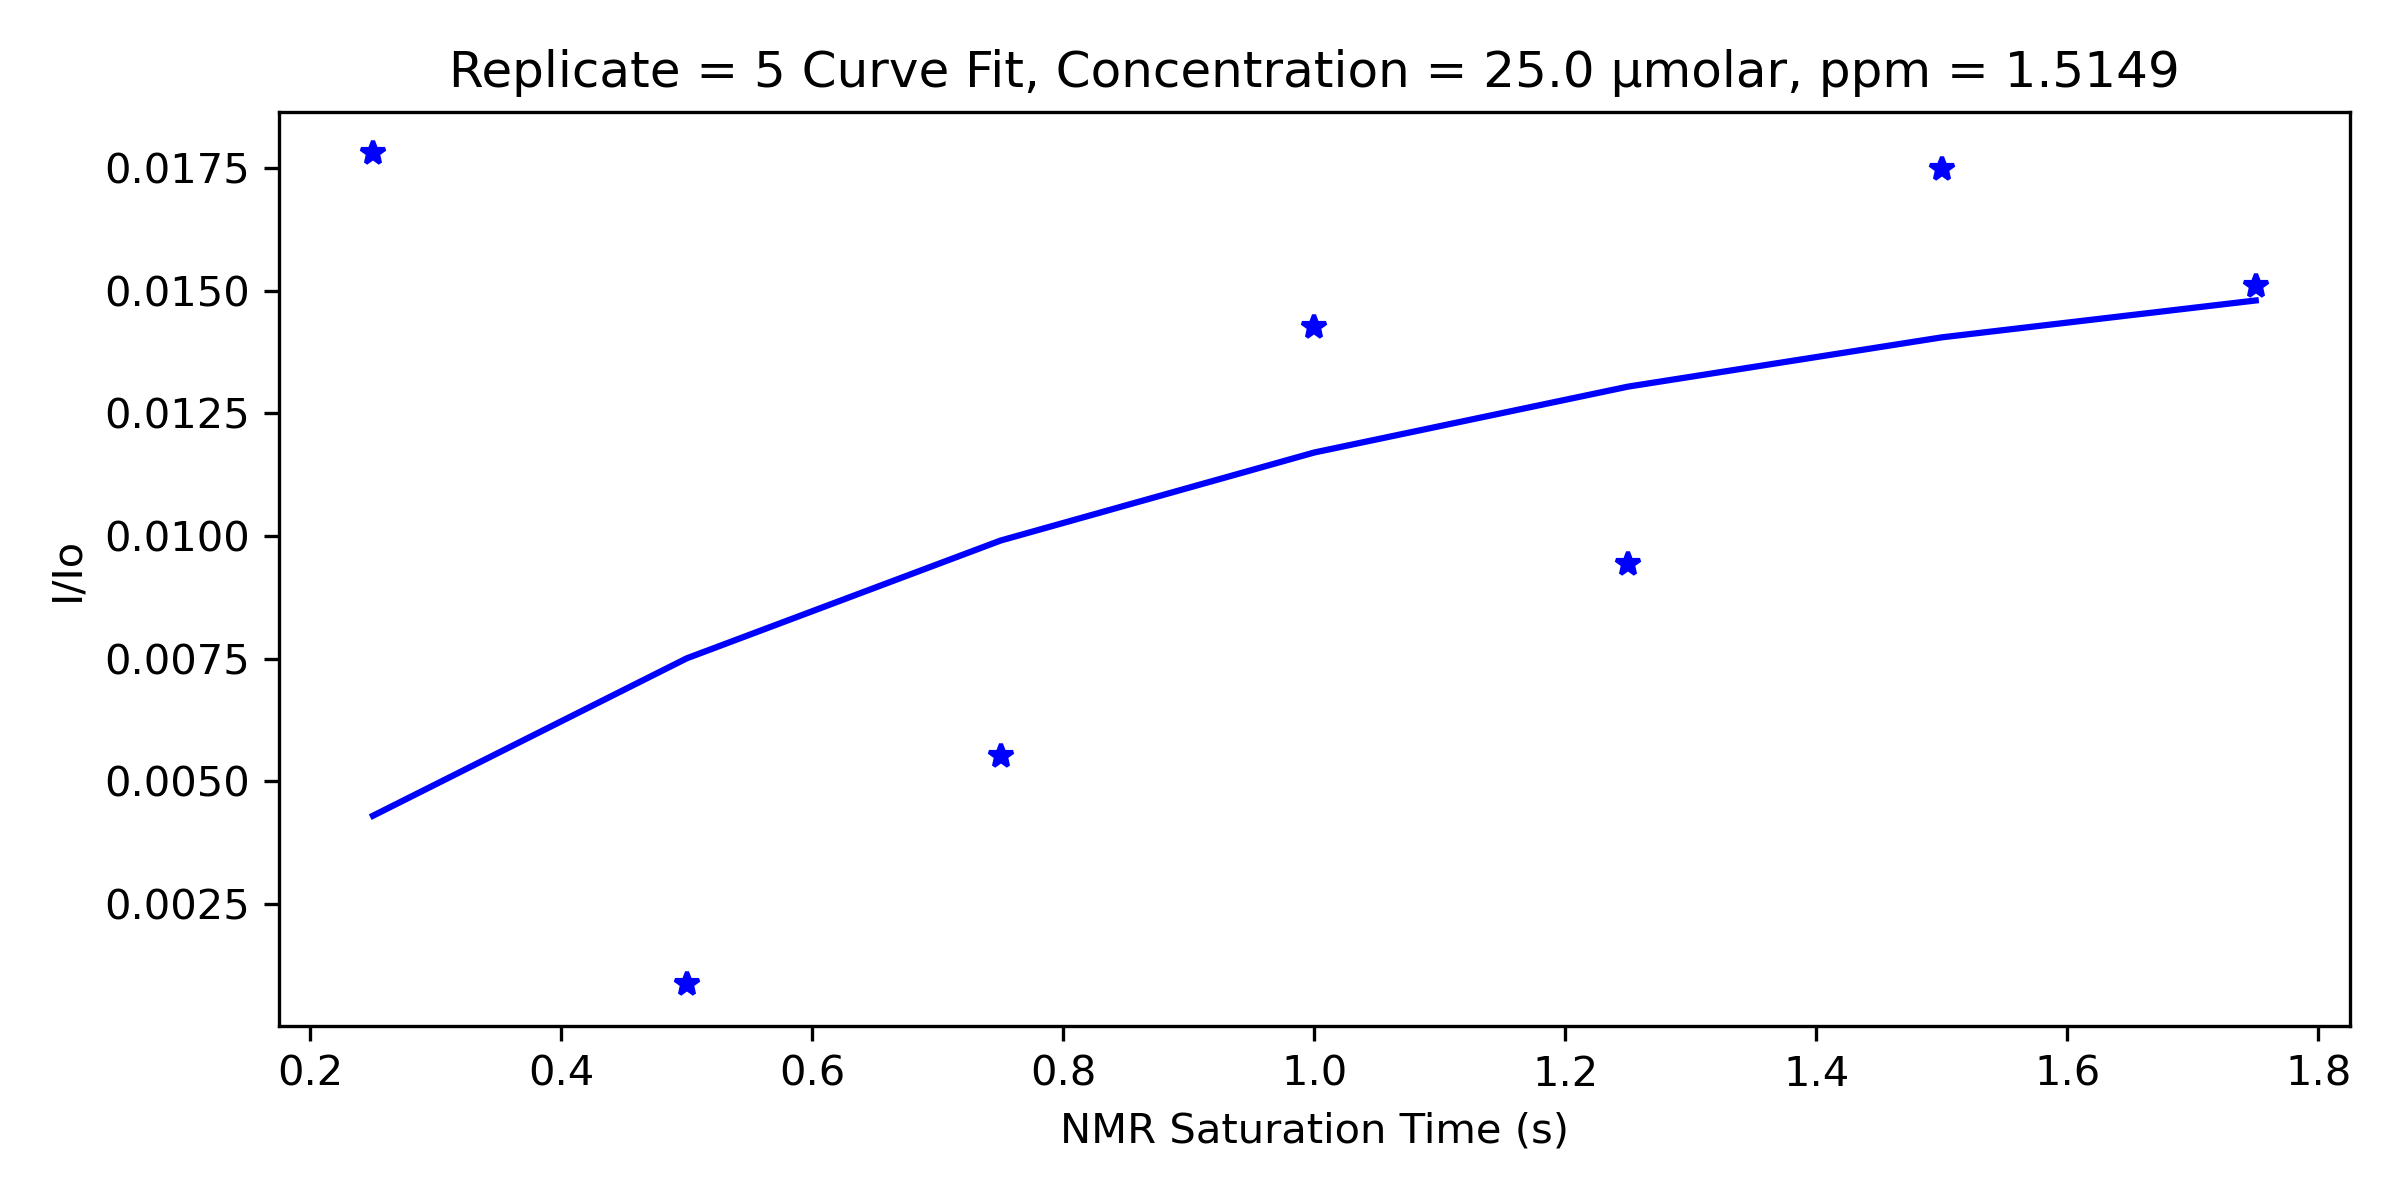 Replicate = 5 Curve Fit, Concentration = 25.0 µmolar, ppm = 1.5149
0.0175
0.0150
0.0125
0.0100
0.0075
0.0050
0.0025
I/Io
0.2 0.4 0.6 0.8 1.0 1.2 1.4 1.6 1.8
NMR Saturation Time (s)